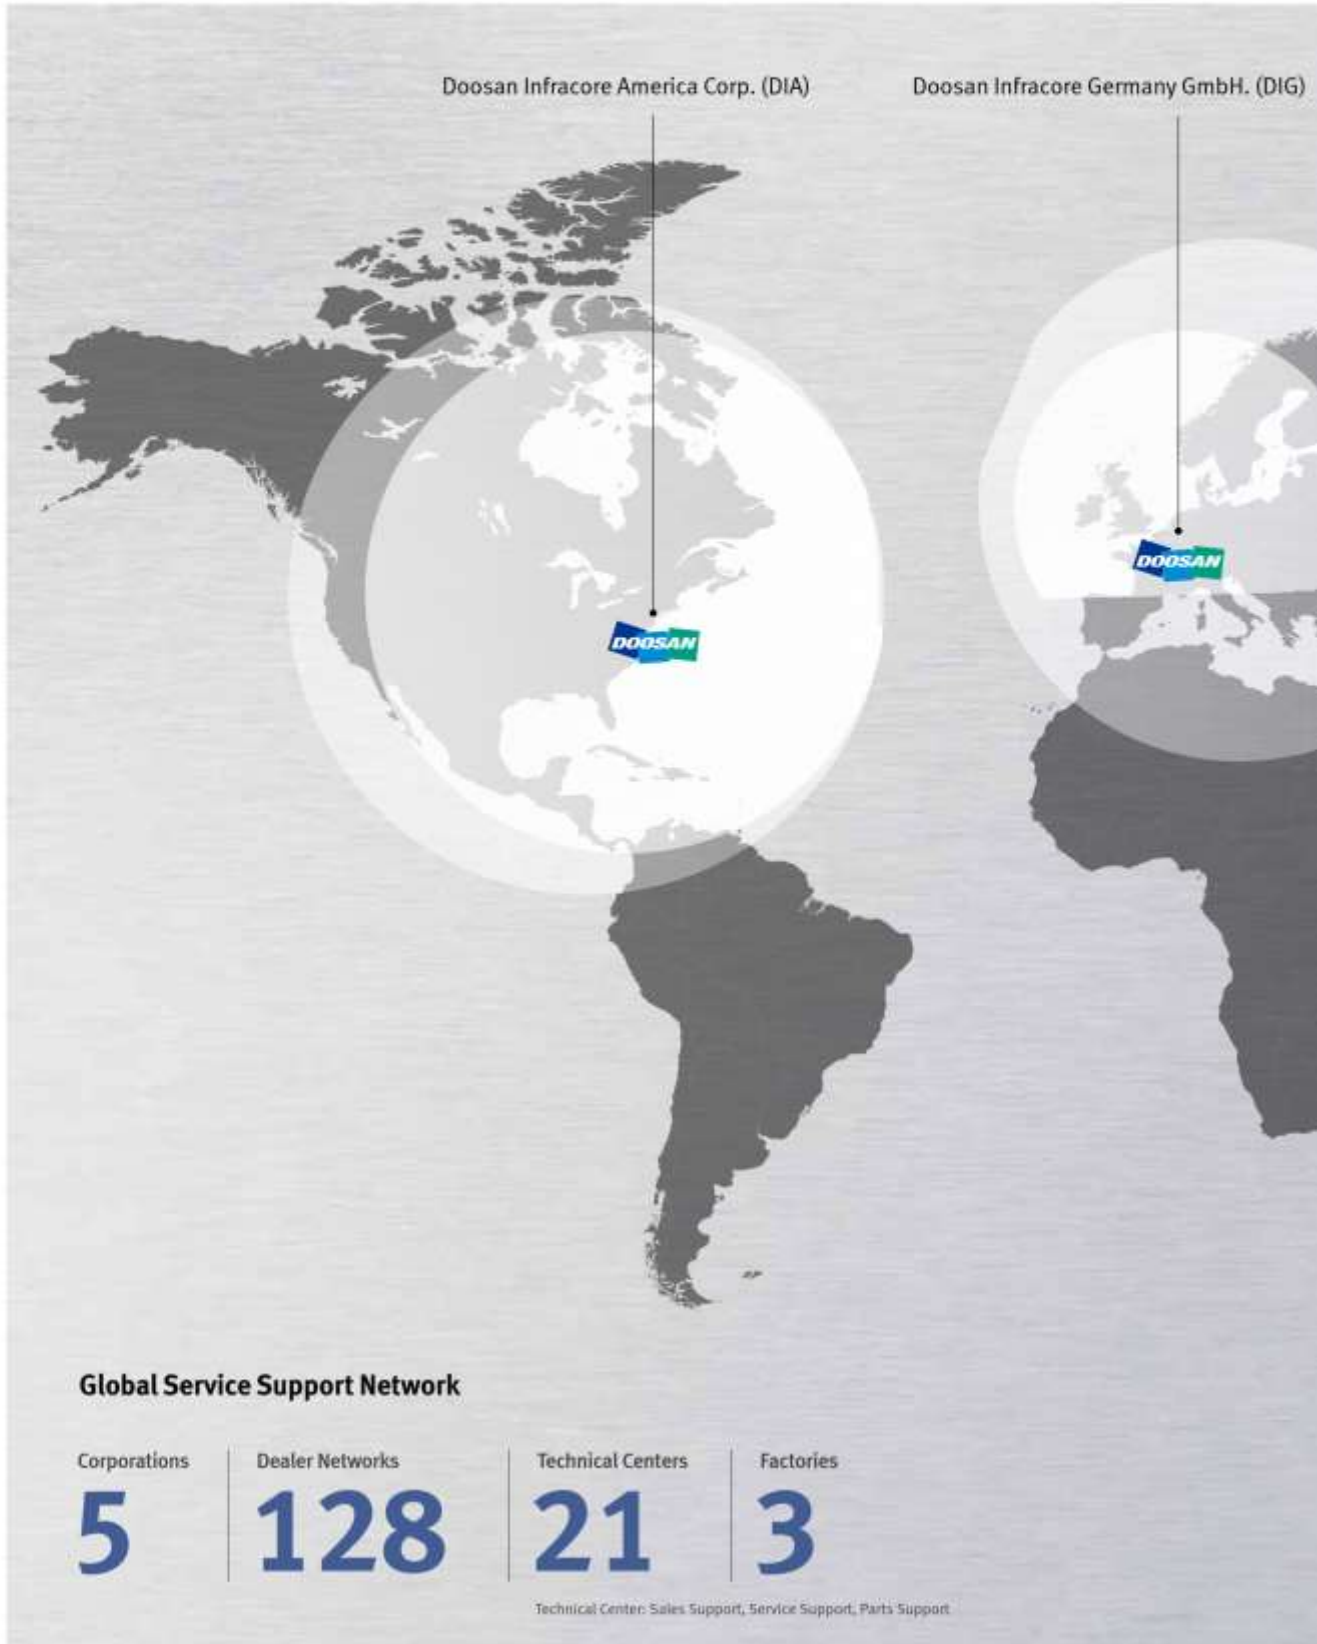 Doosan Infracore America Corp. (DIA)
Doosan Infracore Germany GmbH. (DIG)
DOOSAN
DOOSAN
Global Service Support Network
Corporations
5
Dealer Networks
128
Technical Centers
21
Factories
3
Technical Center: Sales Support, Service Support, Parts Support